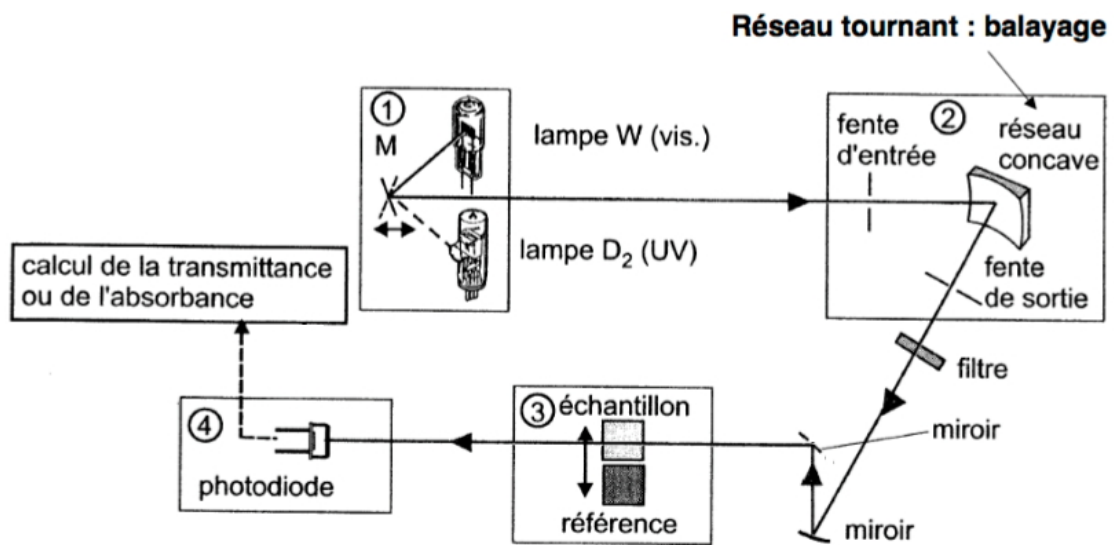 Réseau tournant : balayage
①
M
lampe W (vis.)
lampe D₂ (UV)
②
fente
d'entrée
réseau
concave
fente
de sortie
filtre
miroir
miroir
③ échantillon
référence
④
photodiode
calcul de la transmittance
ou de l'absorbance